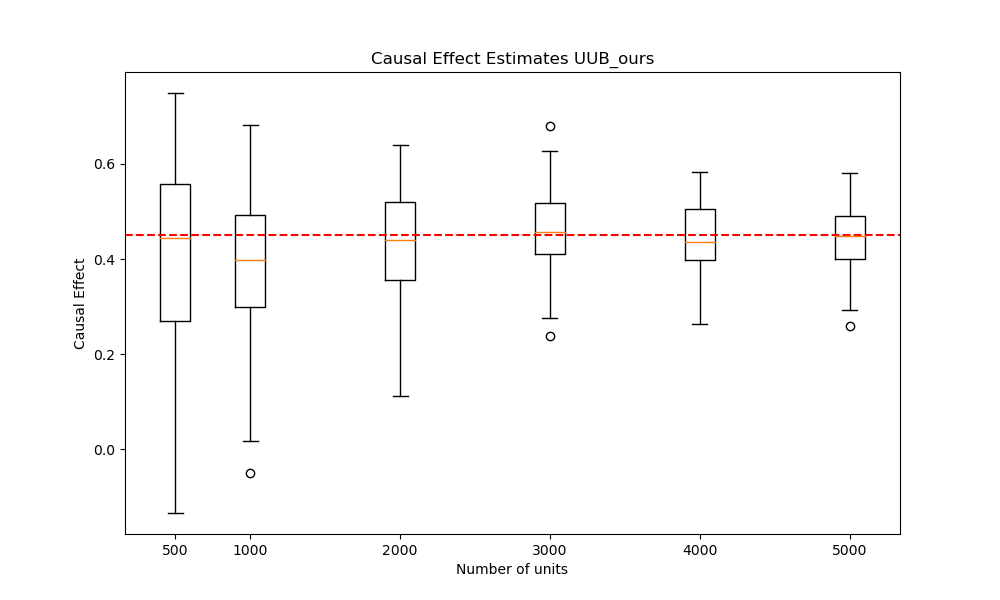 Causal Effect Estimates UUB_ours
Causal Effect
0.6
0.4
0.2
0.0
500 1000 2000 3000 4000 5000
Number of units